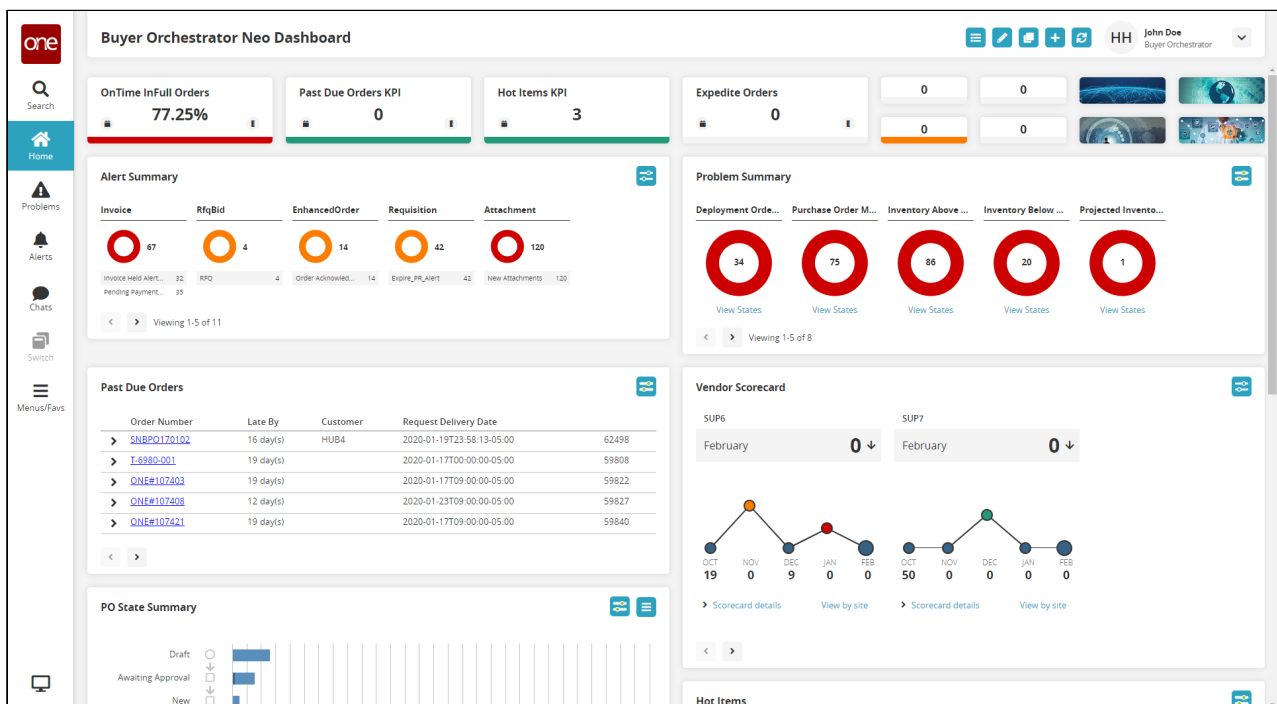 one
Buyer Orchestrator Neo Dashboard
HH
John Doe
Buyer Orchestrator
Search
Home
Problems
Alerts
Chats
Switch
Menus/Favs
OnTime InFull Orders
77.25%
Past Due Orders KPI
0
Hot Items KPI
3
Expedite Orders
0
0 0
0 0
Alert Summary
Invoice RfqBid EnhancedOrder Requisition Attachment
67 4 14 42 120
Invoice Held Alert... 32 RFQ 4 Order Acknowled... 14 Expire_PR_Alert 42 New Attachments 120
Pending Payment... 35
Viewing 1-5 of 11
Problem Summary
Deployment Orde... Purchase Order M... Inventory Above ... Inventory Below ... Projected Invento...
34 75 86 20 1
View States View States View States View States View States
Viewing 1-5 of 8
Past Due Orders
Order Number Late By Customer Request Delivery Date
SNBPO170102 16 day(s) HUB4 2020-01-19T23:58:13-05:00 62498
T-6980-001 19 day(s) 2020-01-17T00:00:00-05:00 59808
ONE#107403 19 day(s) 2020-01-17T09:00:00-05:00 59822
ONE#107408 12 day(s) 2020-01-23T09:00:00-05:00 59827
ONE#107421 19 day(s) 2020-01-17T09:00:00-05:00 59840
Vendor Scorecard
SUP6 SUP7
February 0 February 0
OCT NOV DEC JAN FEB OCT NOV DEC JAN FEB
19 0 9 0 0 50 0 0 0 0
Scorecard details View by site Scorecard details View by site
PO State Summary
Draft
Awaiting Approval
New
Hot Items